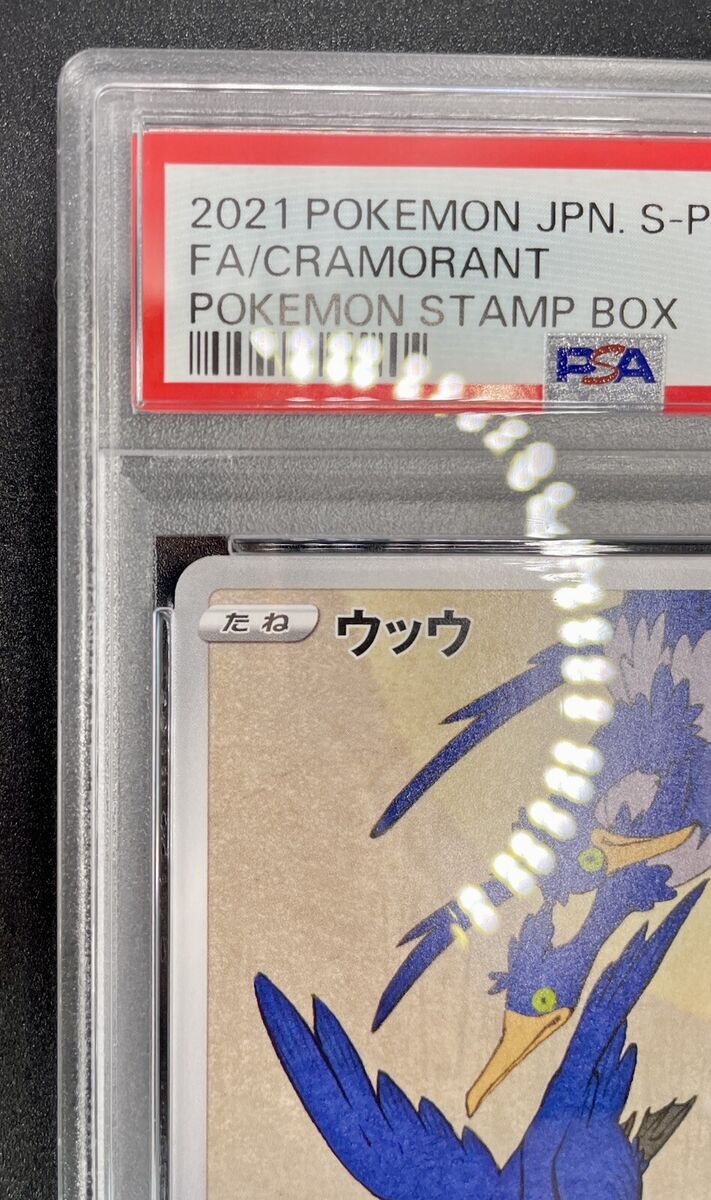 2021 POKEMON JPN. S-P
FA/CRAMORANT
POKEMON STAMP BOX
PSA
たね ウッウ